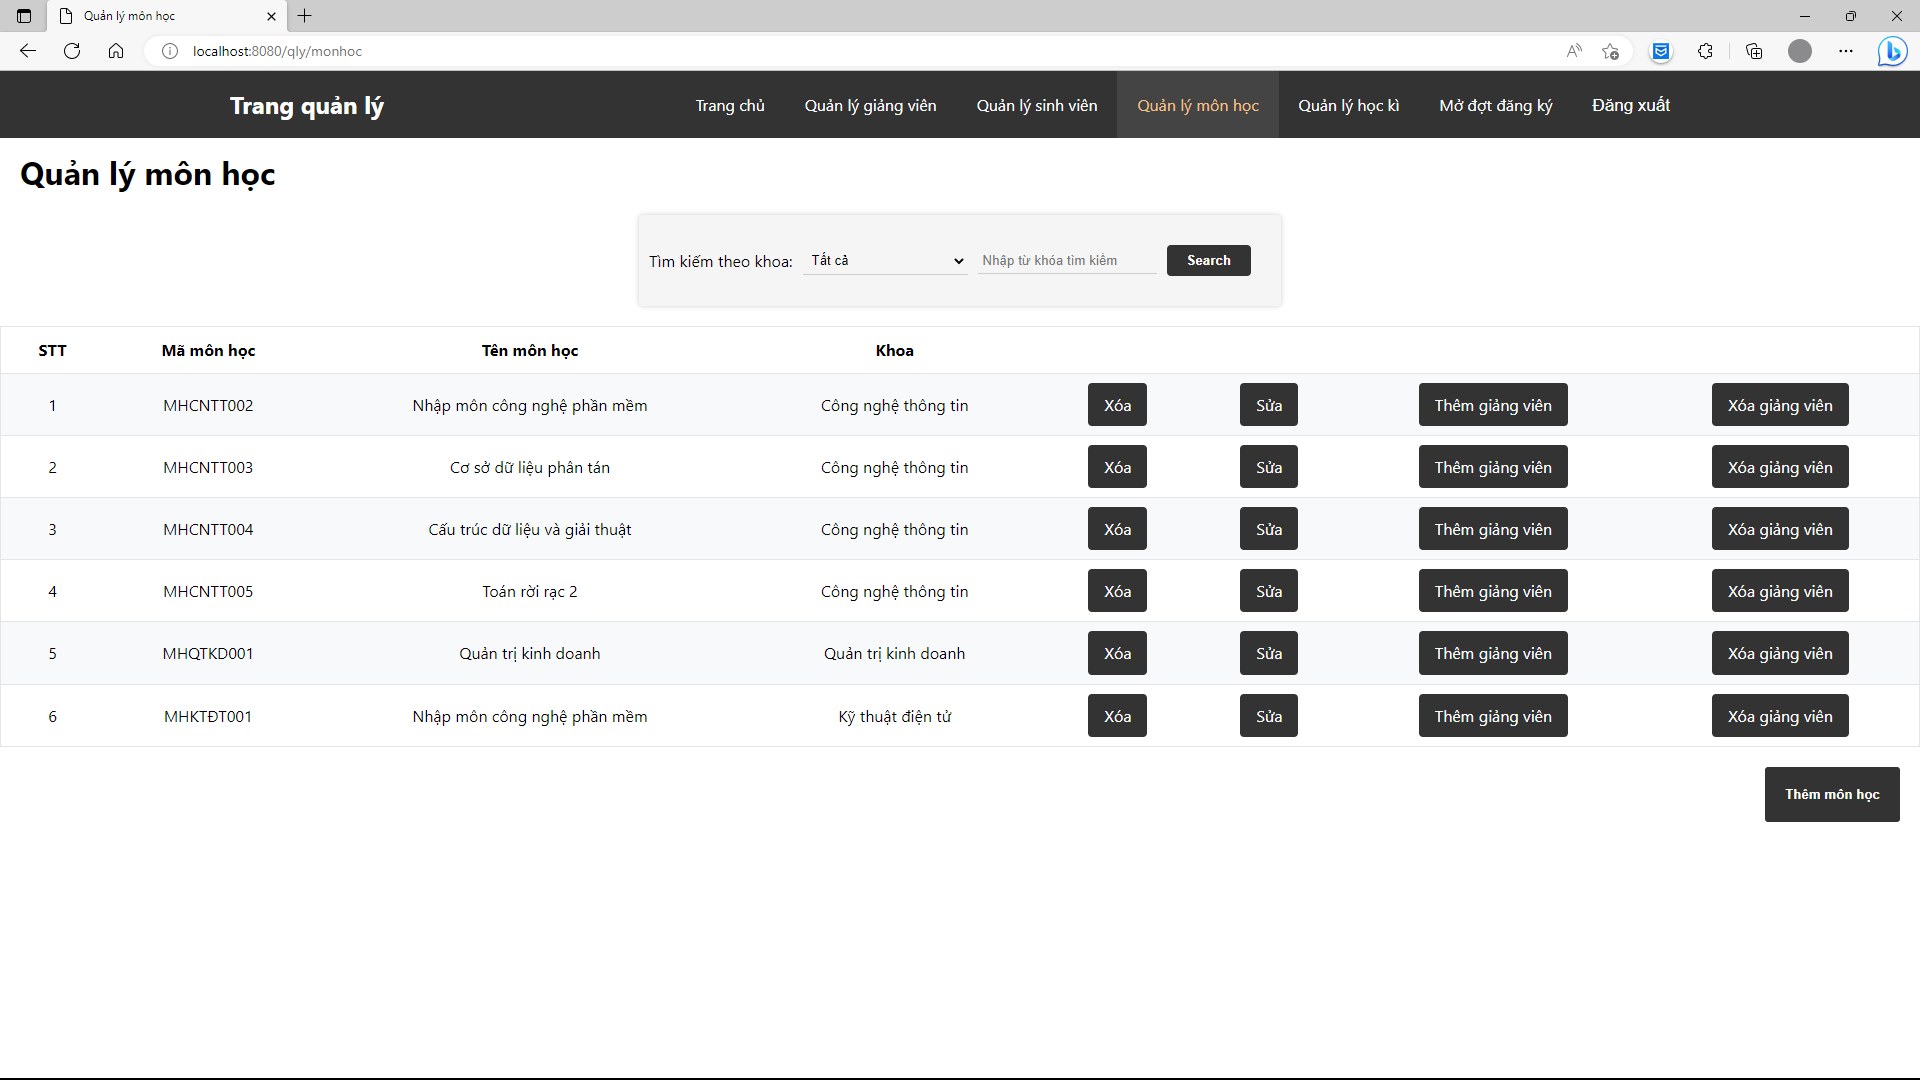 Quản lý môn học
localhost:8080/qly/monhoc
Trang quản lý Trang chủ Quản lý giảng viên Quản lý sinh viên Quản lý môn học Quản lý học kì Mở đợt đăng ký Đăng xuất
Quản lý môn học
Tìm kiếm theo khoa: Tất cả Nhập từ khóa tìm kiếm Search
STT Mã môn học Tên môn học Khoa
1 MHCNTT002 Nhập môn công nghệ phần mềm Công nghệ thông tin Xóa Sửa Thêm giảng viên Xóa giảng viên
2 MHCNTT003 Cơ sở dữ liệu phân tán Công nghệ thông tin Xóa Sửa Thêm giảng viên Xóa giảng viên
3 MHCNTT004 Cấu trúc dữ liệu và giải thuật Công nghệ thông tin Xóa Sửa Thêm giảng viên Xóa giảng viên
4 MHCNTT005 Toán rời rạc 2 Công nghệ thông tin Xóa Sửa Thêm giảng viên Xóa giảng viên
5 MHQTKD001 Quản trị kinh doanh Quản trị kinh doanh Xóa Sửa Thêm giảng viên Xóa giảng viên
6 MHKTĐT001 Nhập môn công nghệ phần mềm Kỹ thuật điện tử Xóa Sửa Thêm giảng viên Xóa giảng viên
Thêm môn học